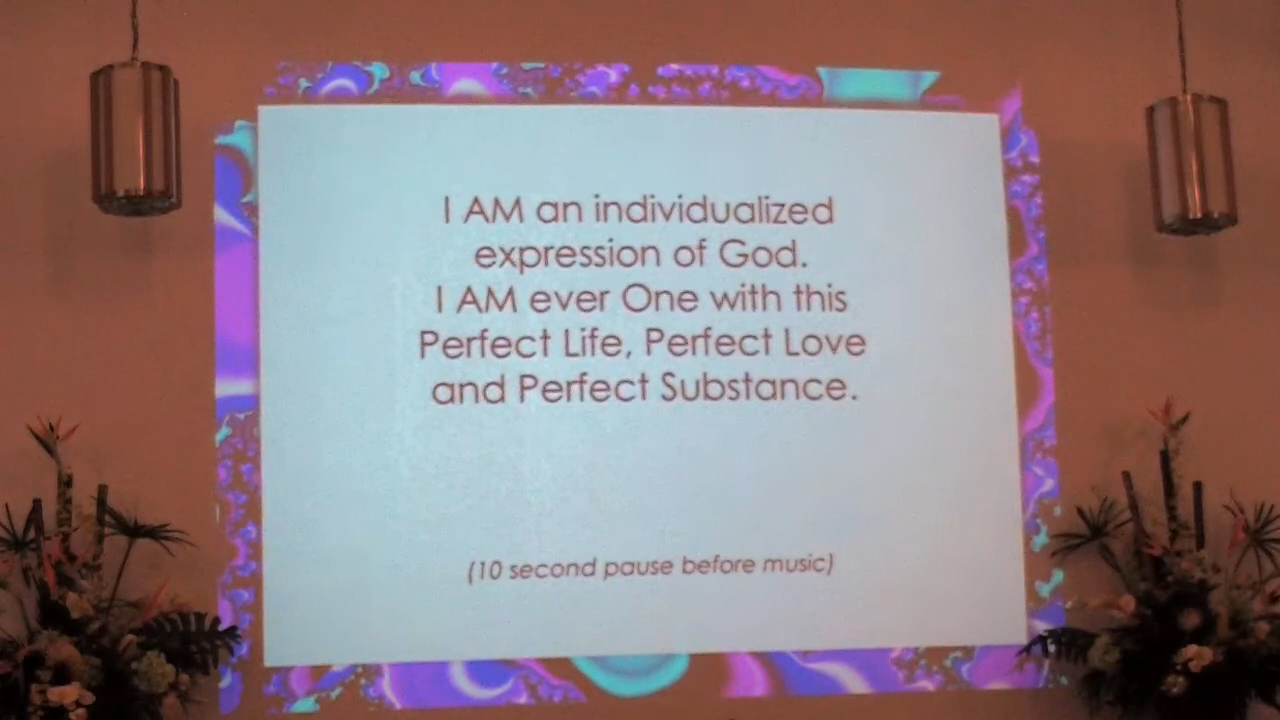 I AM an individualized
expression of God.
I AM ever One with this
Perfect Life, Perfect Love
and Perfect Substance.
(10 second pause before music)